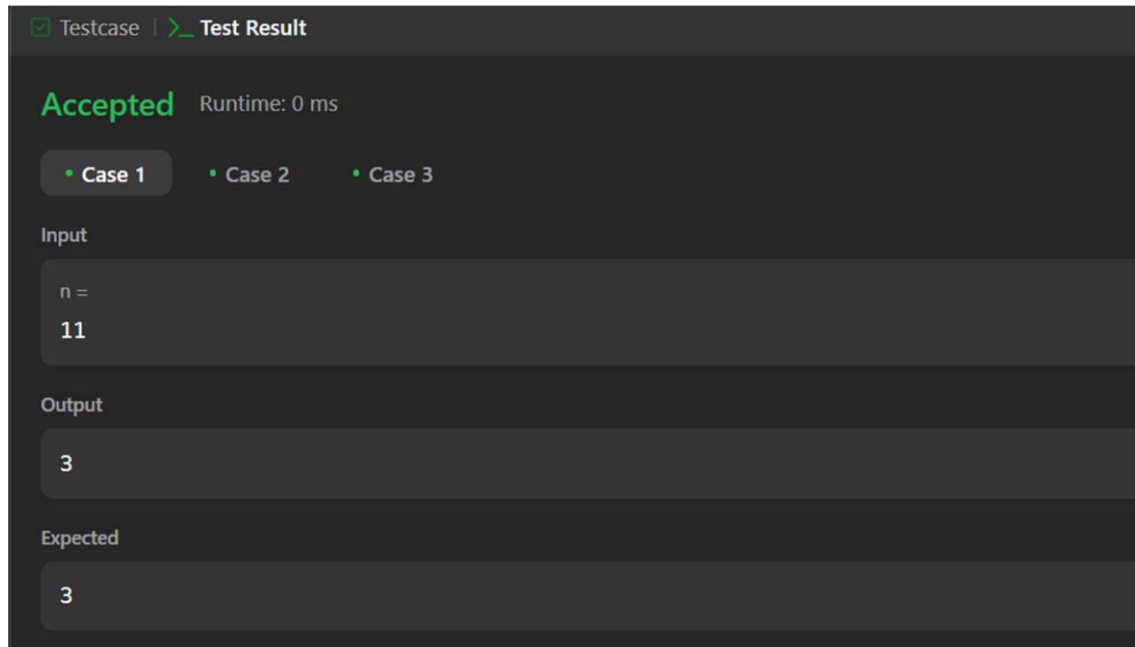 Testcase | >_ Test Result
Accepted Runtime: 0 ms
• Case 1 • Case 2 • Case 3
Input
n =
11
Output
3
Expected
3